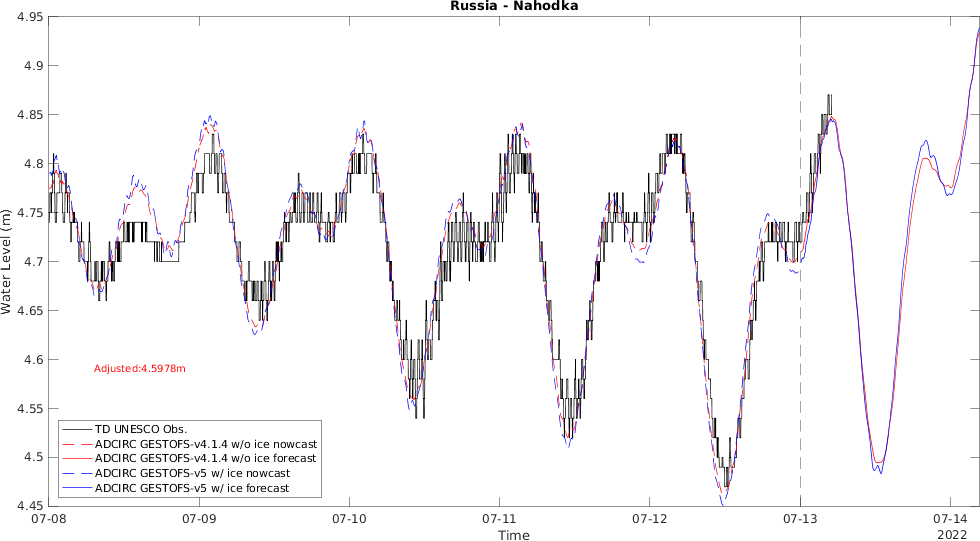 Russia - Nahodka
4.95
4.9
4.85
4.8
4.75
4.7
4.65
4.6
4.55
4.5
4.45
Water Level (m)
Adjusted:4.5978m
TD UNESCO Obs.
ADCIRC GESTOFS-v4.1.4 w/o ice nowcast
ADCIRC GESTOFS-v4.1.4 w/o ice forecast
ADCIRC GESTOFS-v5 w/ ice nowcast
ADCIRC GESTOFS-v5 w/ ice forecast
07-08 07-09 07-10 07-11 07-12 07-13 07-14
Time
2022